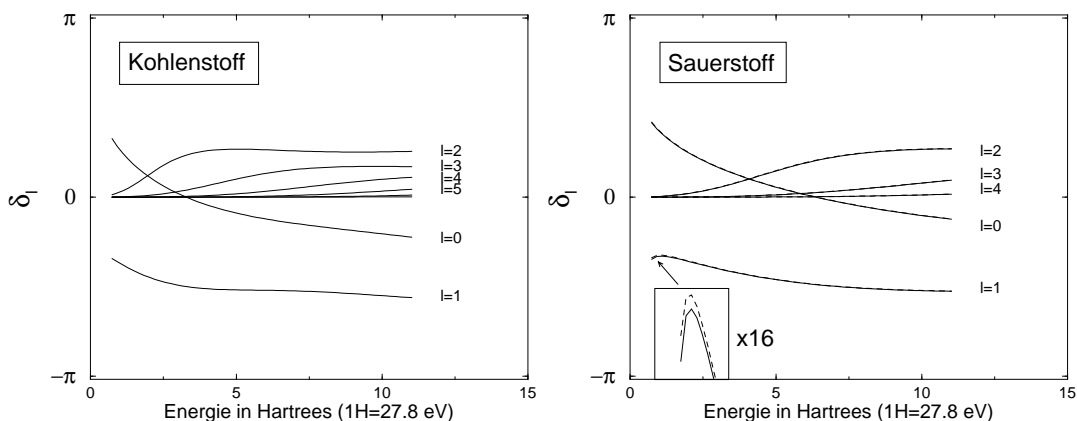 π
Kohlenstoff
l=2
l=3
l=4
l=5
0
δl
l=0
l=1
−π
0
5
10
15
Energie in Hartrees (1H=27.8 eV)
π
Sauerstoff
l=2
l=3
l=4
0
δl
l=0
l=1
x16
−π
0
5
10
15
Energie in Hartrees (1H=27.8 eV)